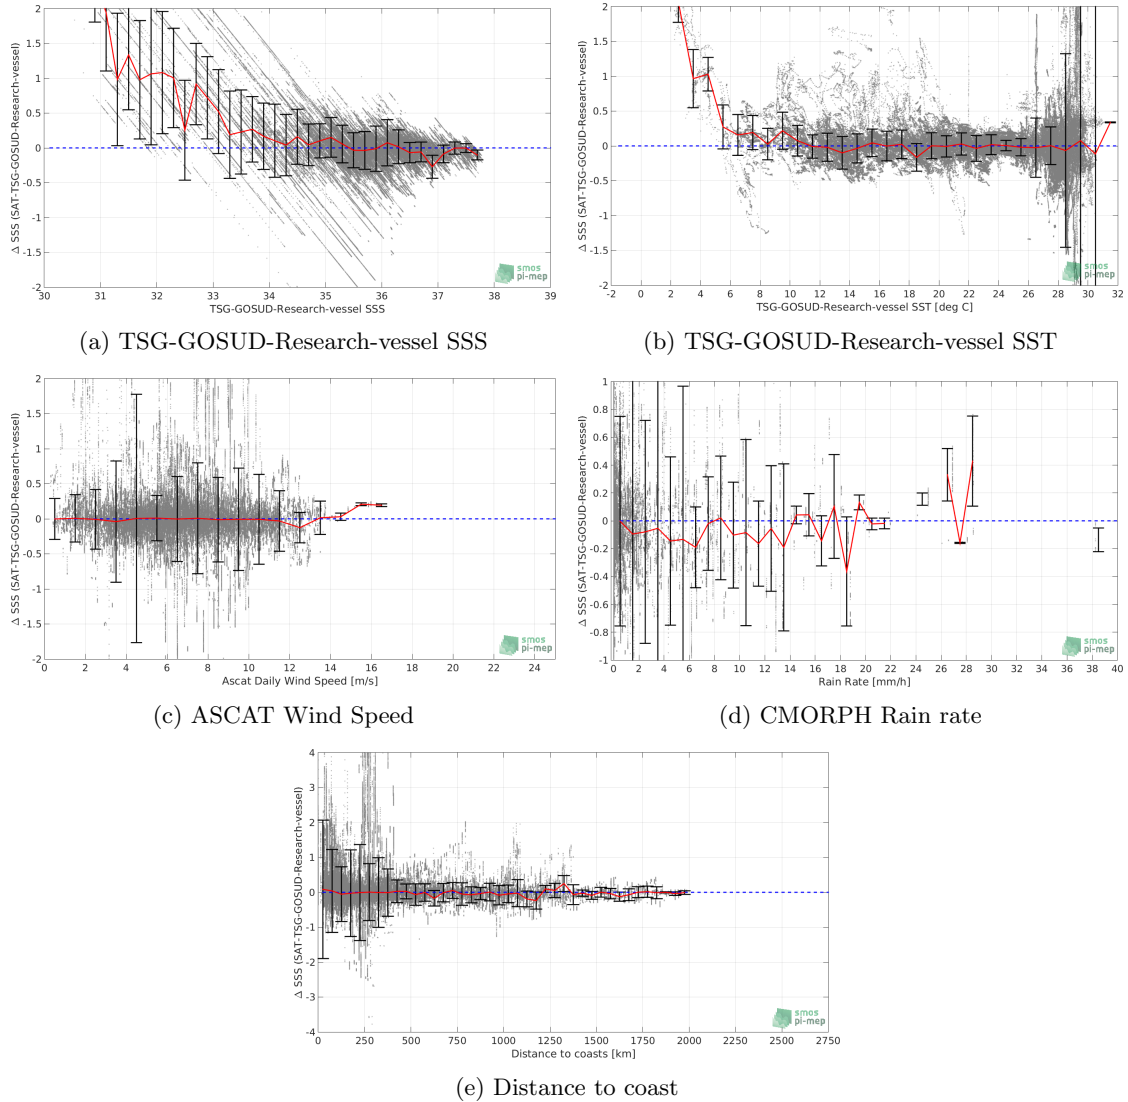 2
1.5
1
0.5
0
-0.5
-1
-1.5
-2
Δ SSS (SAT-TSG-GOSUD-Research-vessel)
30 31 32 33 34 35 36 37 38 39
TSG-GOSUD-Research-vessel SSS
smos
pi-mep
(a) TSG-GOSUD-Research-vessel SSS
2
1.5
1
0.5
0
-0.5
-1
-1.5
-2
Δ SSS (SAT-TSG-GOSUD-Research-vessel)
-2 0 2 4 6 8 10 12 14 16 18 20 22 24 26 28 30 32
TSG-GOSUD-Research-vessel SST [deg C]
smos
pi-mep
(b) TSG-GOSUD-Research-vessel SST
2
1.5
1
0.5
0
-0.5
-1
-1.5
-2
Δ SSS (SAT-TSG-GOSUD-Research-vessel)
0 2 4 6 8 10 12 14 16 18 20 22 24
Ascat Daily Wind Speed [m/s]
smos
pi-mep
(c) ASCAT Wind Speed
1
0.8
0.6
0.4
0.2
0
-0.2
-0.4
-0.6
-0.8
-1
Δ SSS (SAT-TSG-GOSUD-Research-vessel)
0 2 4 6 8 10 12 14 16 18 20 22 24 26 28 30 32 34 36 38 40
Rain Rate [mm/h]
smos
pi-mep
(d) CMORPH Rain rate
4
3
2
1
0
-1
-2
-3
-4
Δ SSS (SAT-TSG-GOSUD-Research-vessel)
0 250 500 750 1000 1250 1500 1750 2000 2250 2500 2750
Distance to coasts [km]
smos
pi-mep
(e) Distance to coast